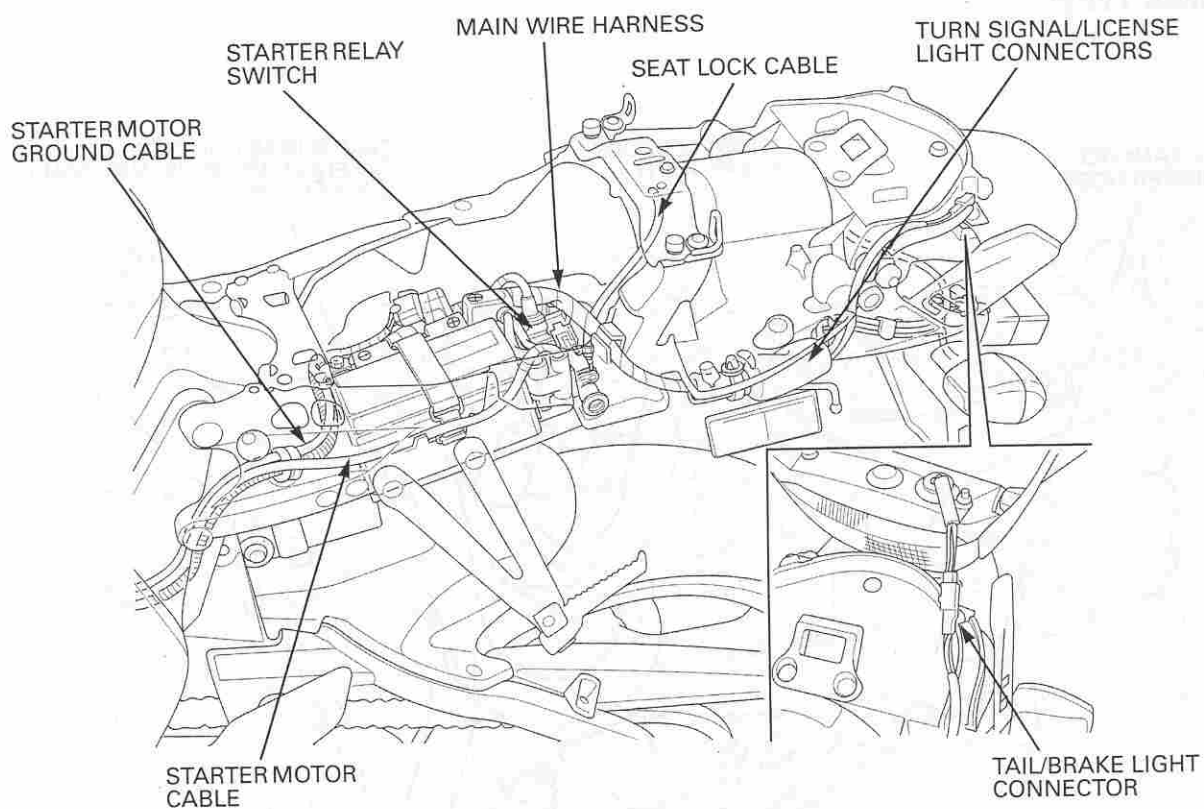 MAIN WIRE HARNESS
TURN SIGNAL/LICENSE
LIGHT CONNECTORS
STARTER RELAY
SWITCH
SEAT LOCK CABLE
STARTER MOTOR
GROUND CABLE
STARTER MOTOR
CABLE
TAIL/BRAKE LIGHT
CONNECTOR